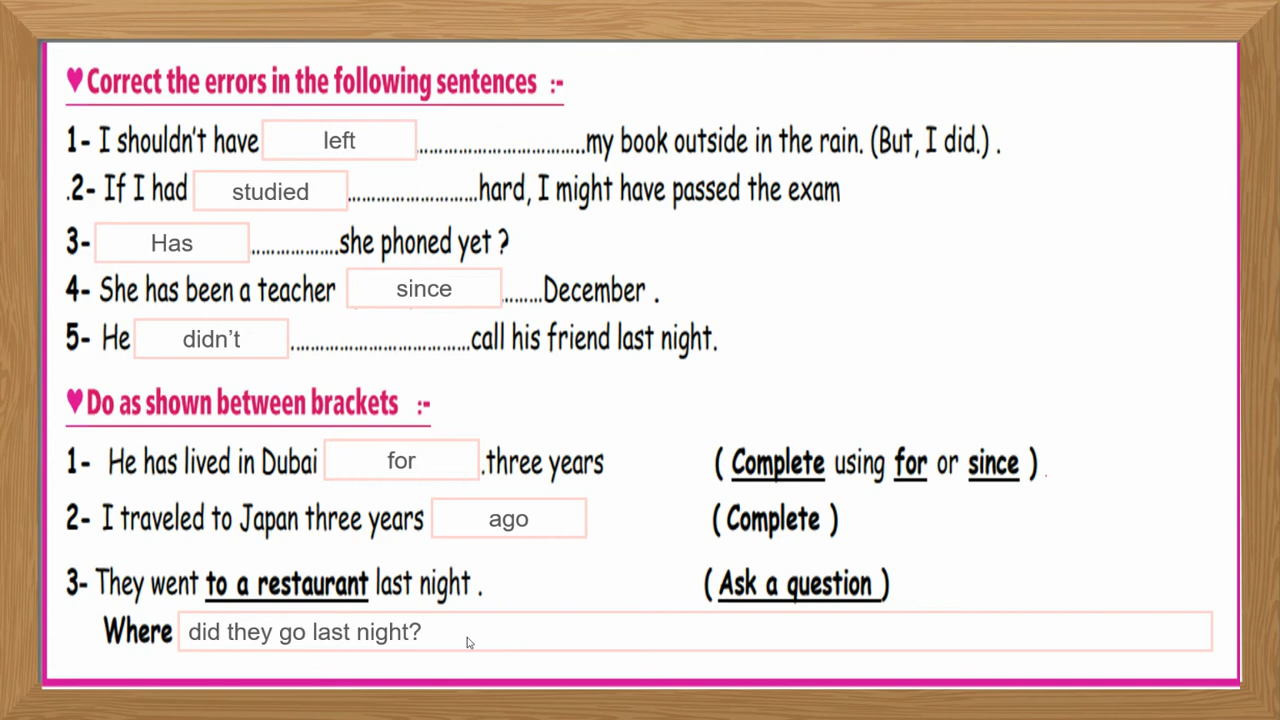 ♥Correct the errors in the following sentences :-
1- I shouldn't have left ..............................my book outside in the rain. (But, I did.) .
.2- If I had studied .......................hard, I might have passed the exam
3- Has .................she phoned yet ?
4- She has been a teacher since ........December .
5- He didn't ................................call his friend last night.
♥Do as shown between brackets :-
1- He has lived in Dubai for .three years ( Complete using for or since ) .
2- I traveled to Japan three years ago ( Complete )
3- They went to a restaurant last night . ( Ask a question )
Where did they go last night?